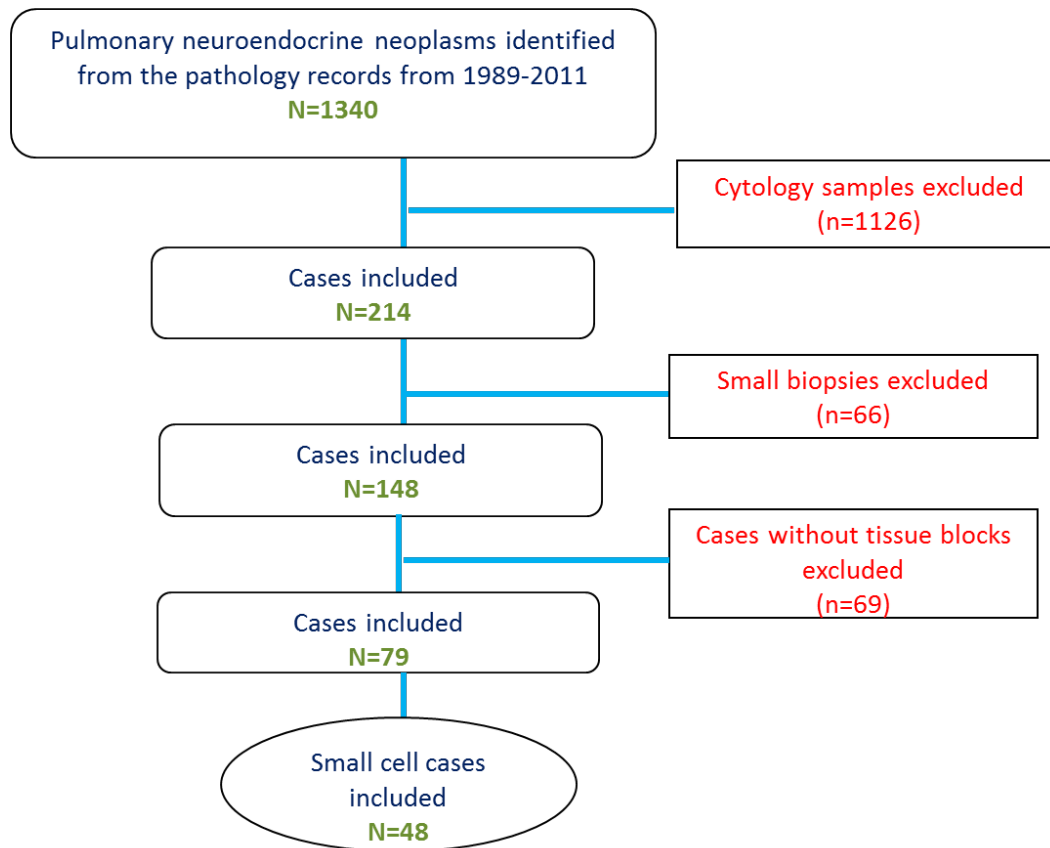 Pulmonary neuroendocrine neoplasms identified
from the pathology records from 1989-2011
N=1340
Cytology samples excluded
(n=1126)
Cases included
N=214
Small biopsies excluded
(n=66)
Cases included
N=148
Cases without tissue blocks
excluded
(n=69)
Cases included
N=79
Small cell cases
included
N=48